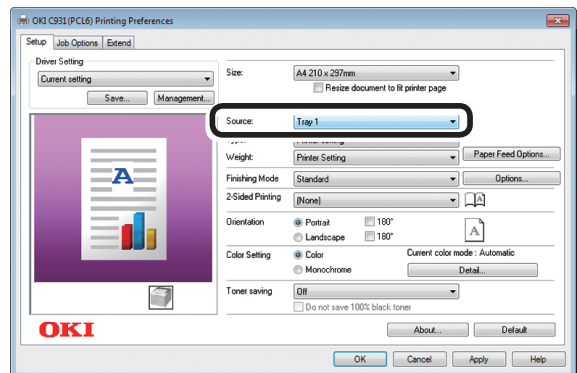 OKI C931(PCL6) Printing Preferences
Setup Job Options Extend
Driver Setting
Current setting
Save... Management...
Size: A4 210 x 297mm
Resize document to fit printer page
Source: Tray 1
Weight: Printer Setting Paper Feed Options...
Finishing Mode Standard Options...
2-Sided Printing (None)
Orientation Portrait 180°
Landscape 180°
Color Setting Color Current color mode : Automatic
Monochrome Detail...
Toner saving Off
Do not save 100% black toner
A
A
A
OKI
About... Default
OK Cancel Apply Help